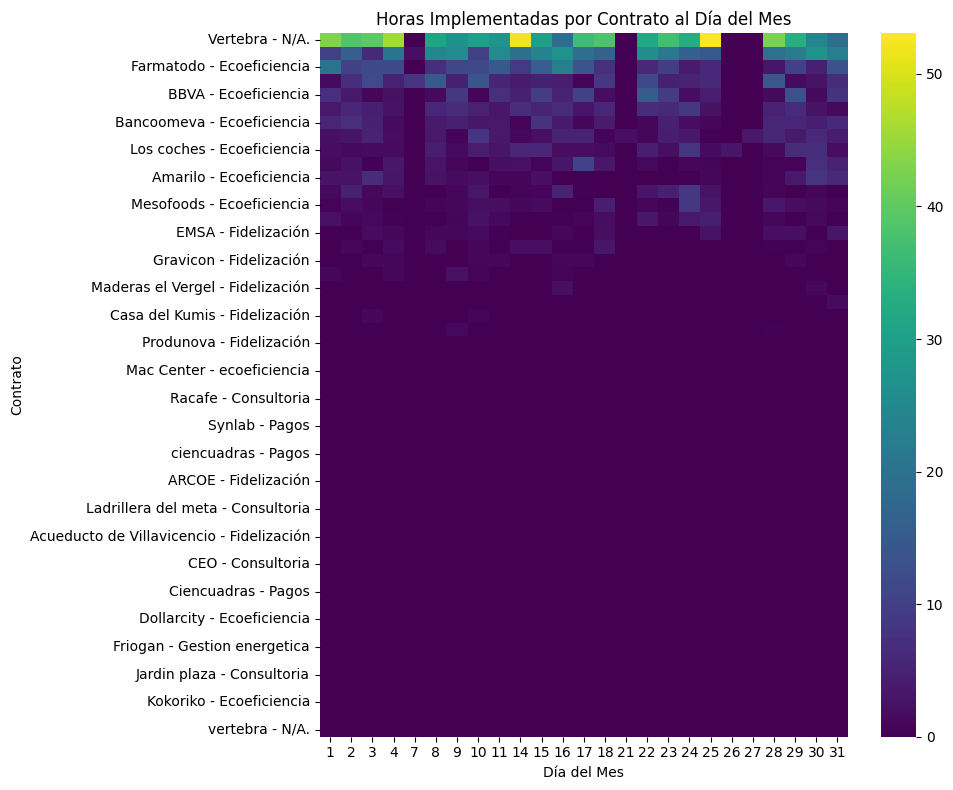 Horas Implementadas por Contrato al Día del Mes
Vertebra - N/A.
Farmatodo - Ecoeficiencia
BBVA - Ecoeficiencia
Bancoomeva - Ecoeficiencia
Los coches - Ecoeficiencia
Amarilo - Ecoeficiencia
Mesofoods - Ecoeficiencia
EMSA - Fidelización
Gravicon - Fidelización
Maderas el Vergel - Fidelización
Casa del Kumis - Fidelización
Produnova - Fidelización
Mac Center - ecoeficiencia
Racafe - Consultoria
Synlab - Pagos
ciencuadras - Pagos
ARCOE - Fidelización
Ladrillera del meta - Consultoria
Acueducto de Villavicencio - Fidelización
CEO - Consultoria
Ciencuadras - Pagos
Dollarcity - Ecoeficiencia
Friogan - Gestion energetica
Jardin plaza - Consultoria
Kokoriko - Ecoeficiencia
vertebra - N/A.
Contrato
1 2 3 4 7 8 9 10 11 14 15 16 17 18 21 22 23 24 25 26 27 28 29 30 31
Día del Mes
50
40
30
20
10
0